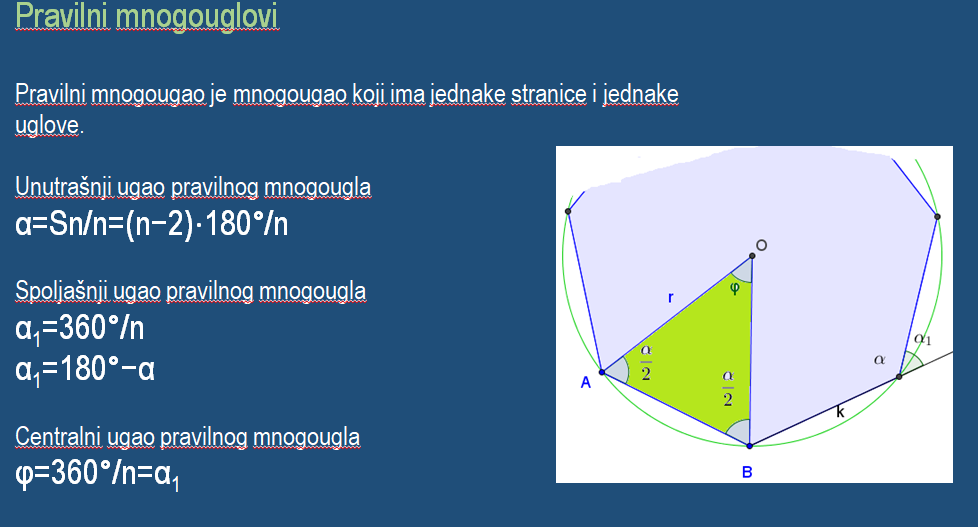 Pravilni mnogouglovi
Pravilni mnogougao je mnogougao koji ima jednake stranice i jednake
uglove.
Unutrašnji ugao pravilnog mnogougla
α=Sn/n=(n−2)·180°/n
Spoljašnji ugao pravilnog mnogougla
α₁=360°/n
α₁=180°−α
Centralni ugao pravilnog mnogougla
φ=360°/n=α₁
O
φ
r
α/2
α/2
A
B
k
α
α₁